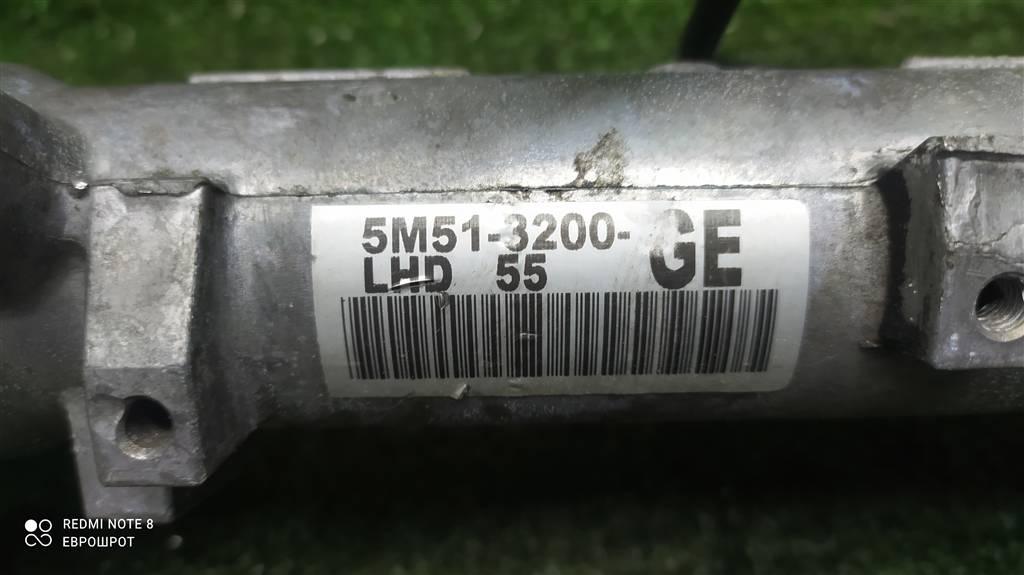 5M51-3200-GE
LHD 55
REDMI NOTE 8
ЕВРОШРОТ